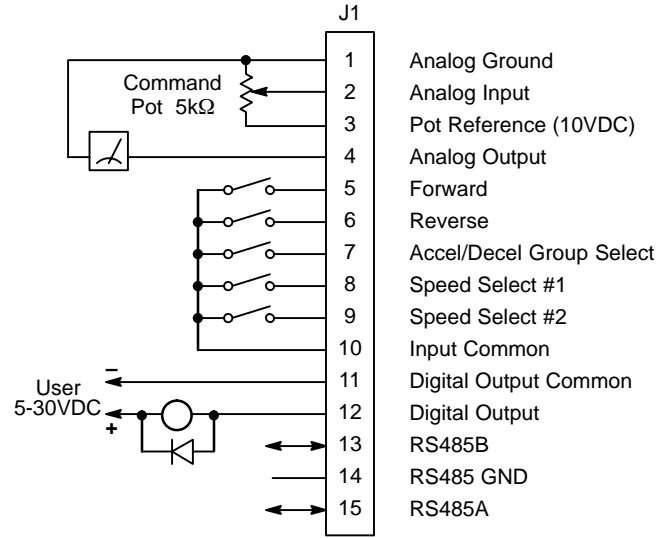 J1
1 Analog Ground
Command
Pot 5kΩ
2 Analog Input
3 Pot Reference (10VDC)
4 Analog Output
5 Forward
6 Reverse
7 Accel/Decel Group Select
8 Speed Select #1
9 Speed Select #2
10 Input Common
User
5-30VDC
–
+
11 Digital Output Common
12 Digital Output
13 RS485B
14 RS485 GND
15 RS485A